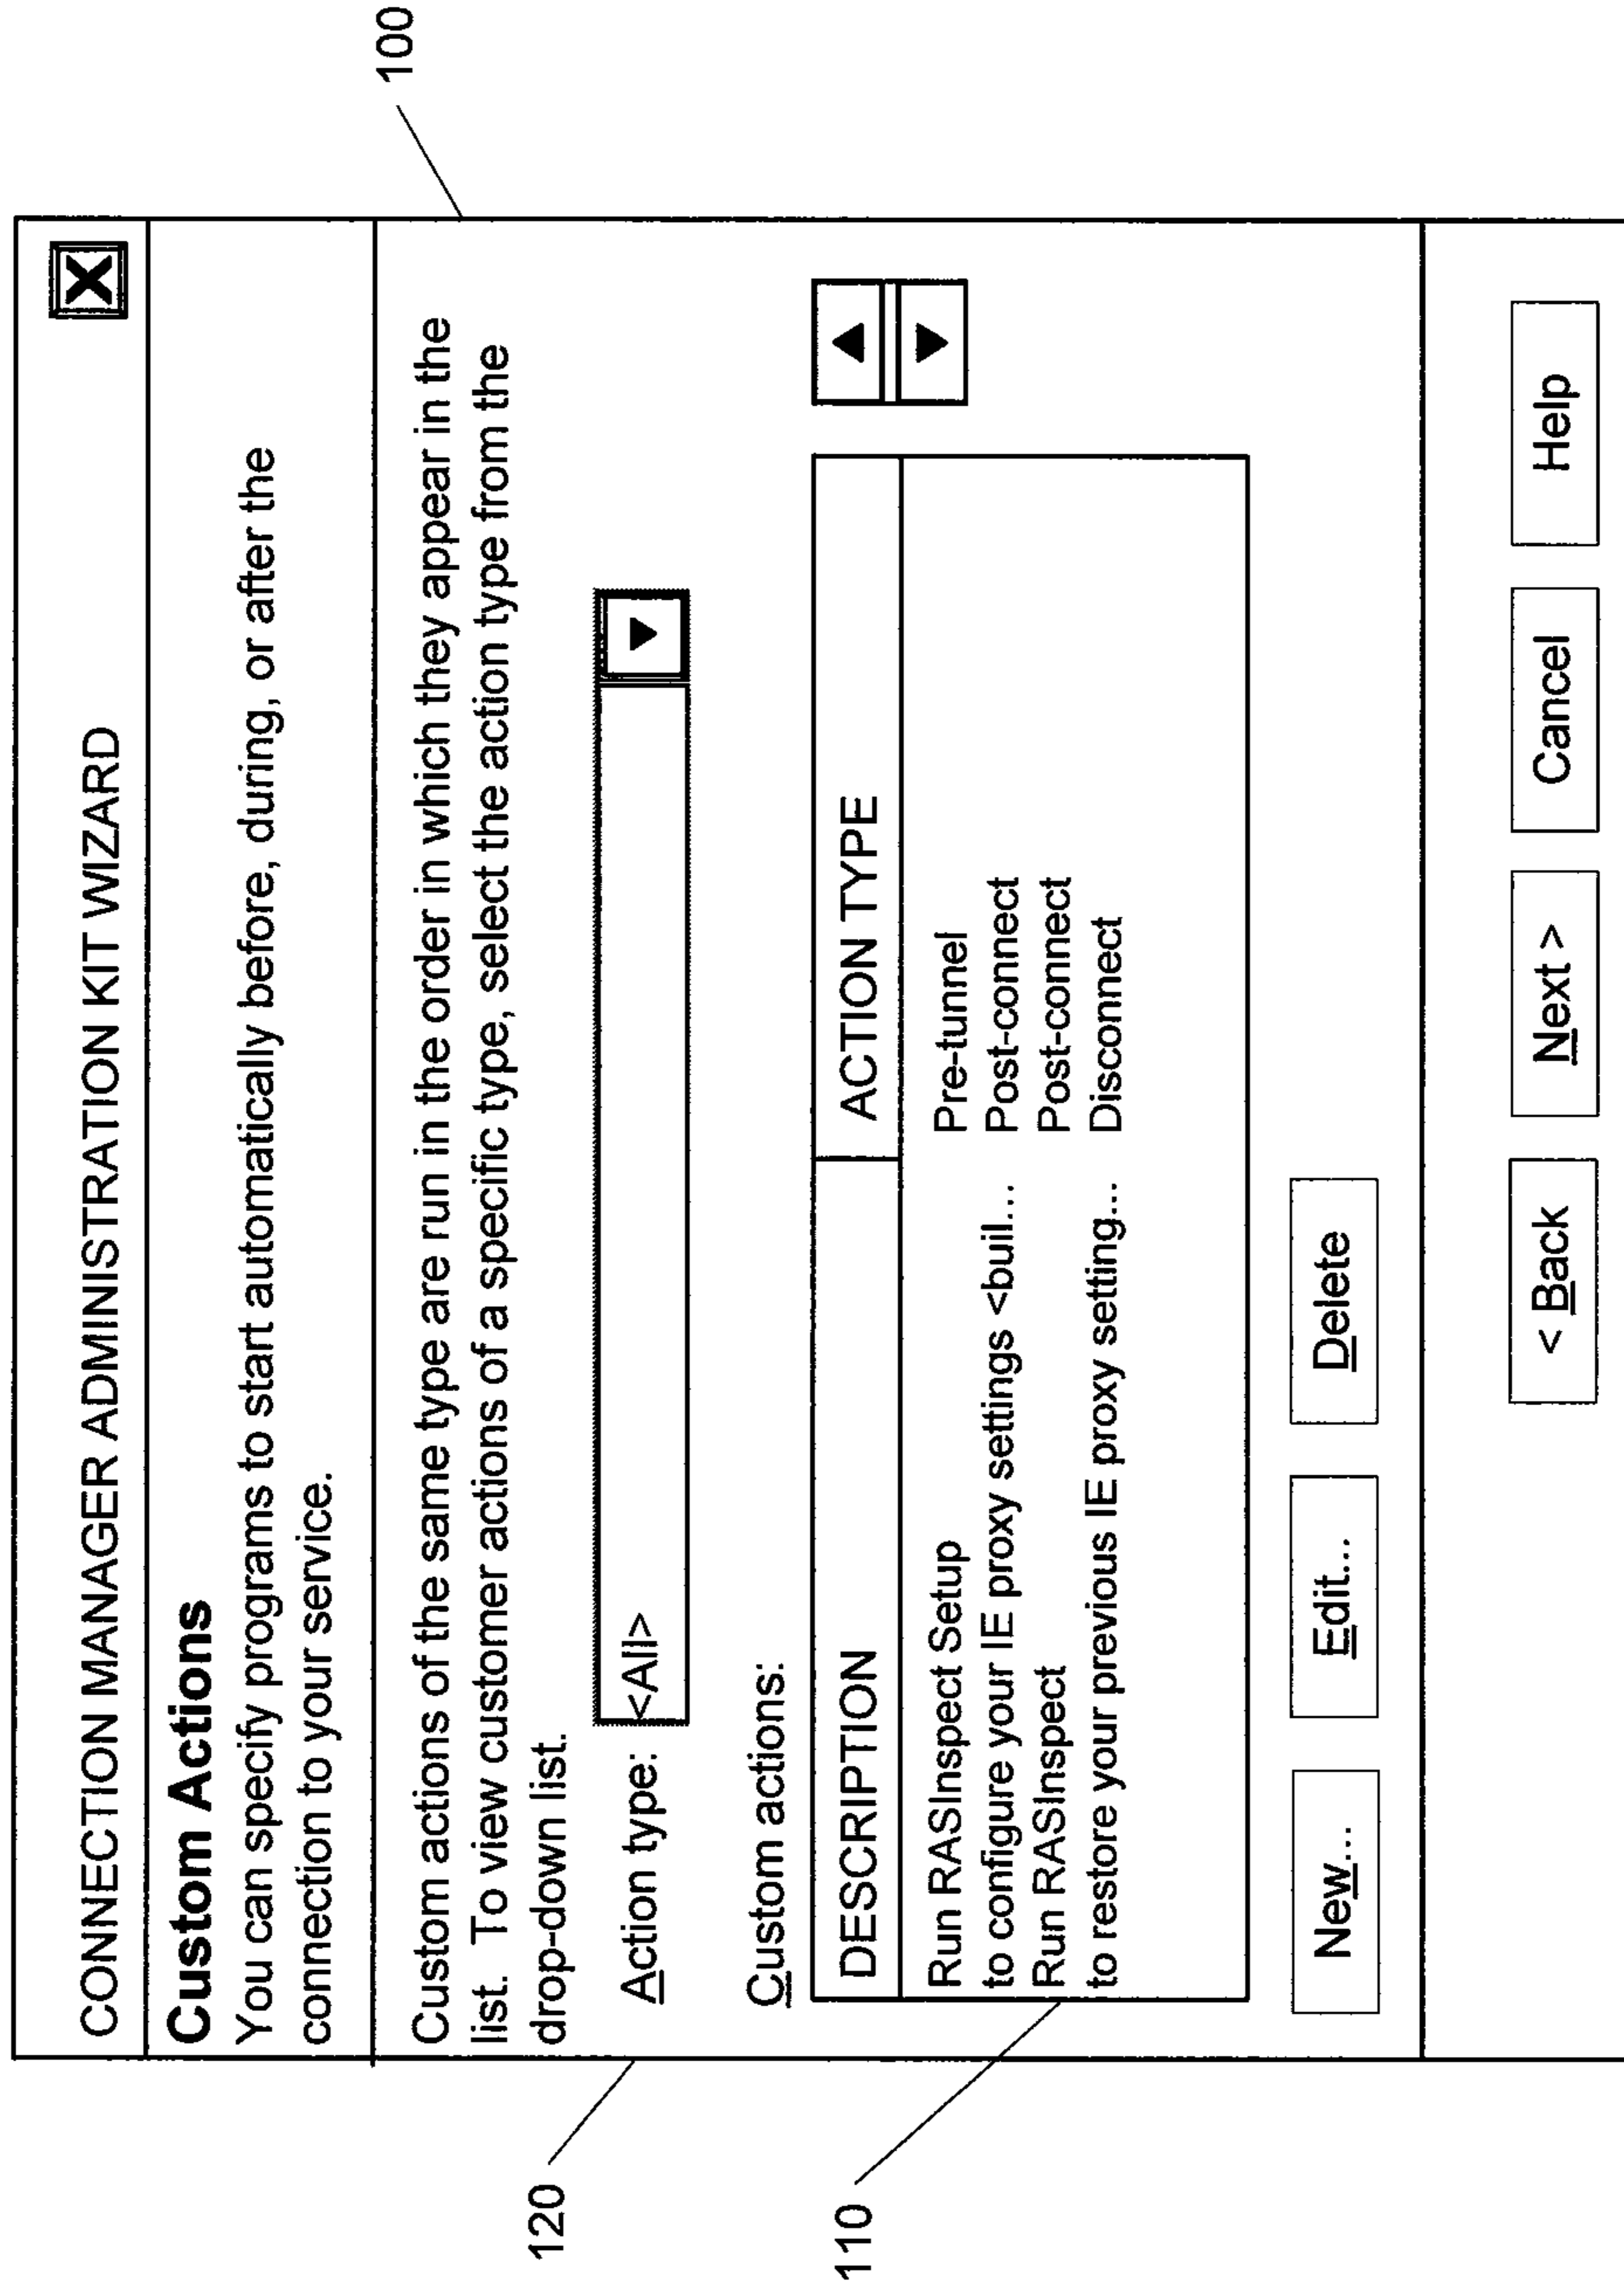 CONNECTION MANAGER ADMINISTRATION KIT WIZARD
X
Custom Actions
You can specify programs to start automatically before, during, or after the
connection to your service.
100
Custom actions of the same type are run in the order in which they appear in the
list. To view customer actions of a specific type, select the action type from the
drop-down list.
120
Action type: <All>
Custom actions:
110
DESCRIPTION ACTION TYPE
Run RASInspect Setup Pre-tunnel
to configure your IE proxy settings <buil... Post-connect
Run RASInspect Post-connect
to restore your previous IE proxy setting... Disconnect
New... Edit... Delete
< Back Next > Cancel Help